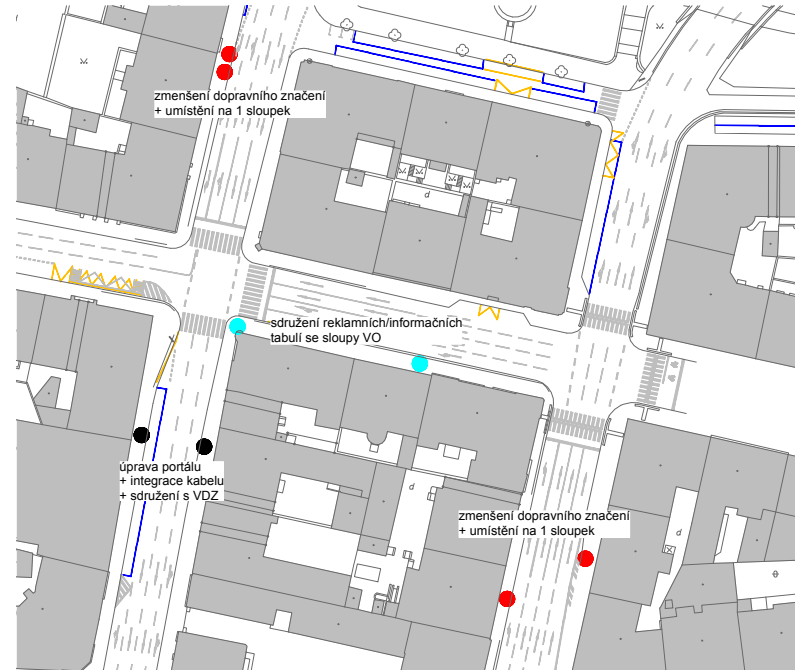 zmenšení dopravního značení
+ umístění na 1 sloupek
sdružení reklamních/informačních
tabulí se sloupy VO
úprava portálu
+ integrace kabelu
+ sdružení s VDZ
zmenšení dopravního značení
+ umístění na 1 sloupek